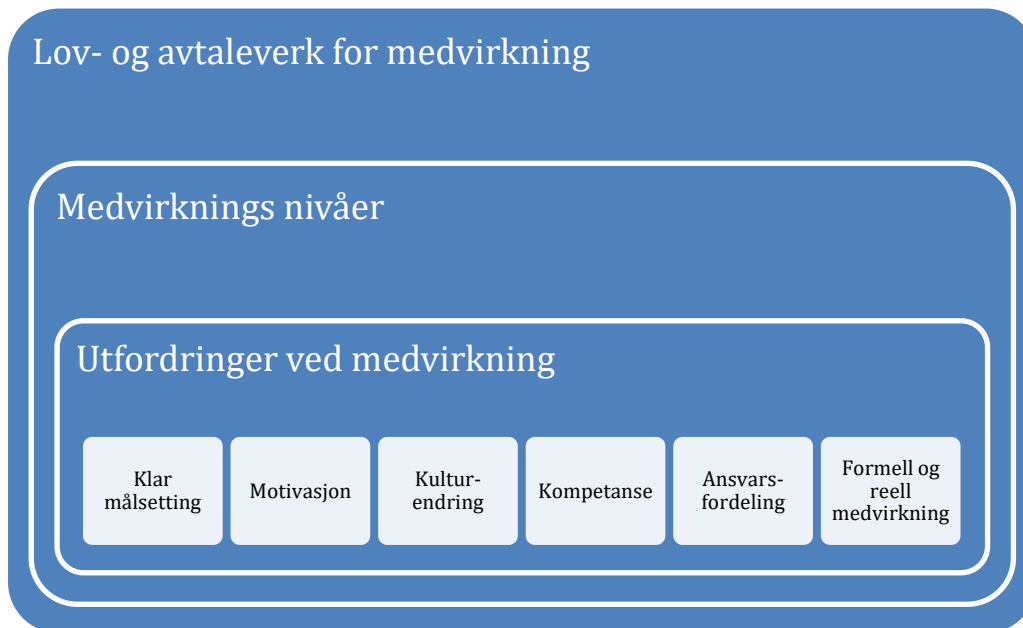 Lov- og avtaleverk for medvirkning
Medvirknings nivåer
Utfordringer ved medvirkning
Klar
målsetting
Motivasjon
Kultur-
endring
Kompetanse
Ansvars-
fordeling
Formell og
reell
medvirkning